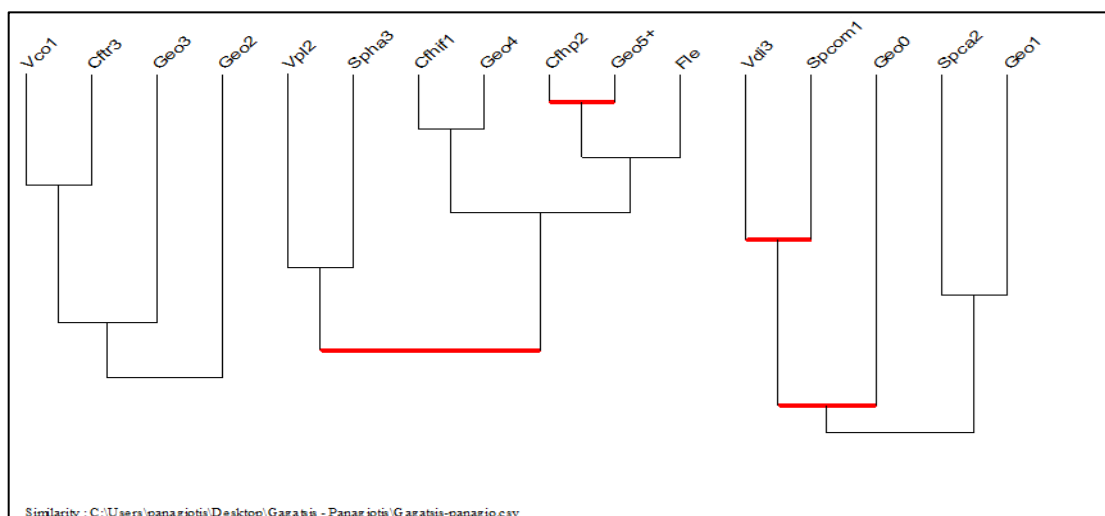 Vco1 Cftr3 Geo3 Geo2 Vpl2 Spha3 Cfhif1 Geo4 Cfhp2 Geo5+ Fle Vdi3 Spcom1 Geo0 Spca2 Geo1
Similarity : C:\Users\panagiotis\Desktop\Gagatsis - Panagiotis\Gagatsis-panagio.csv